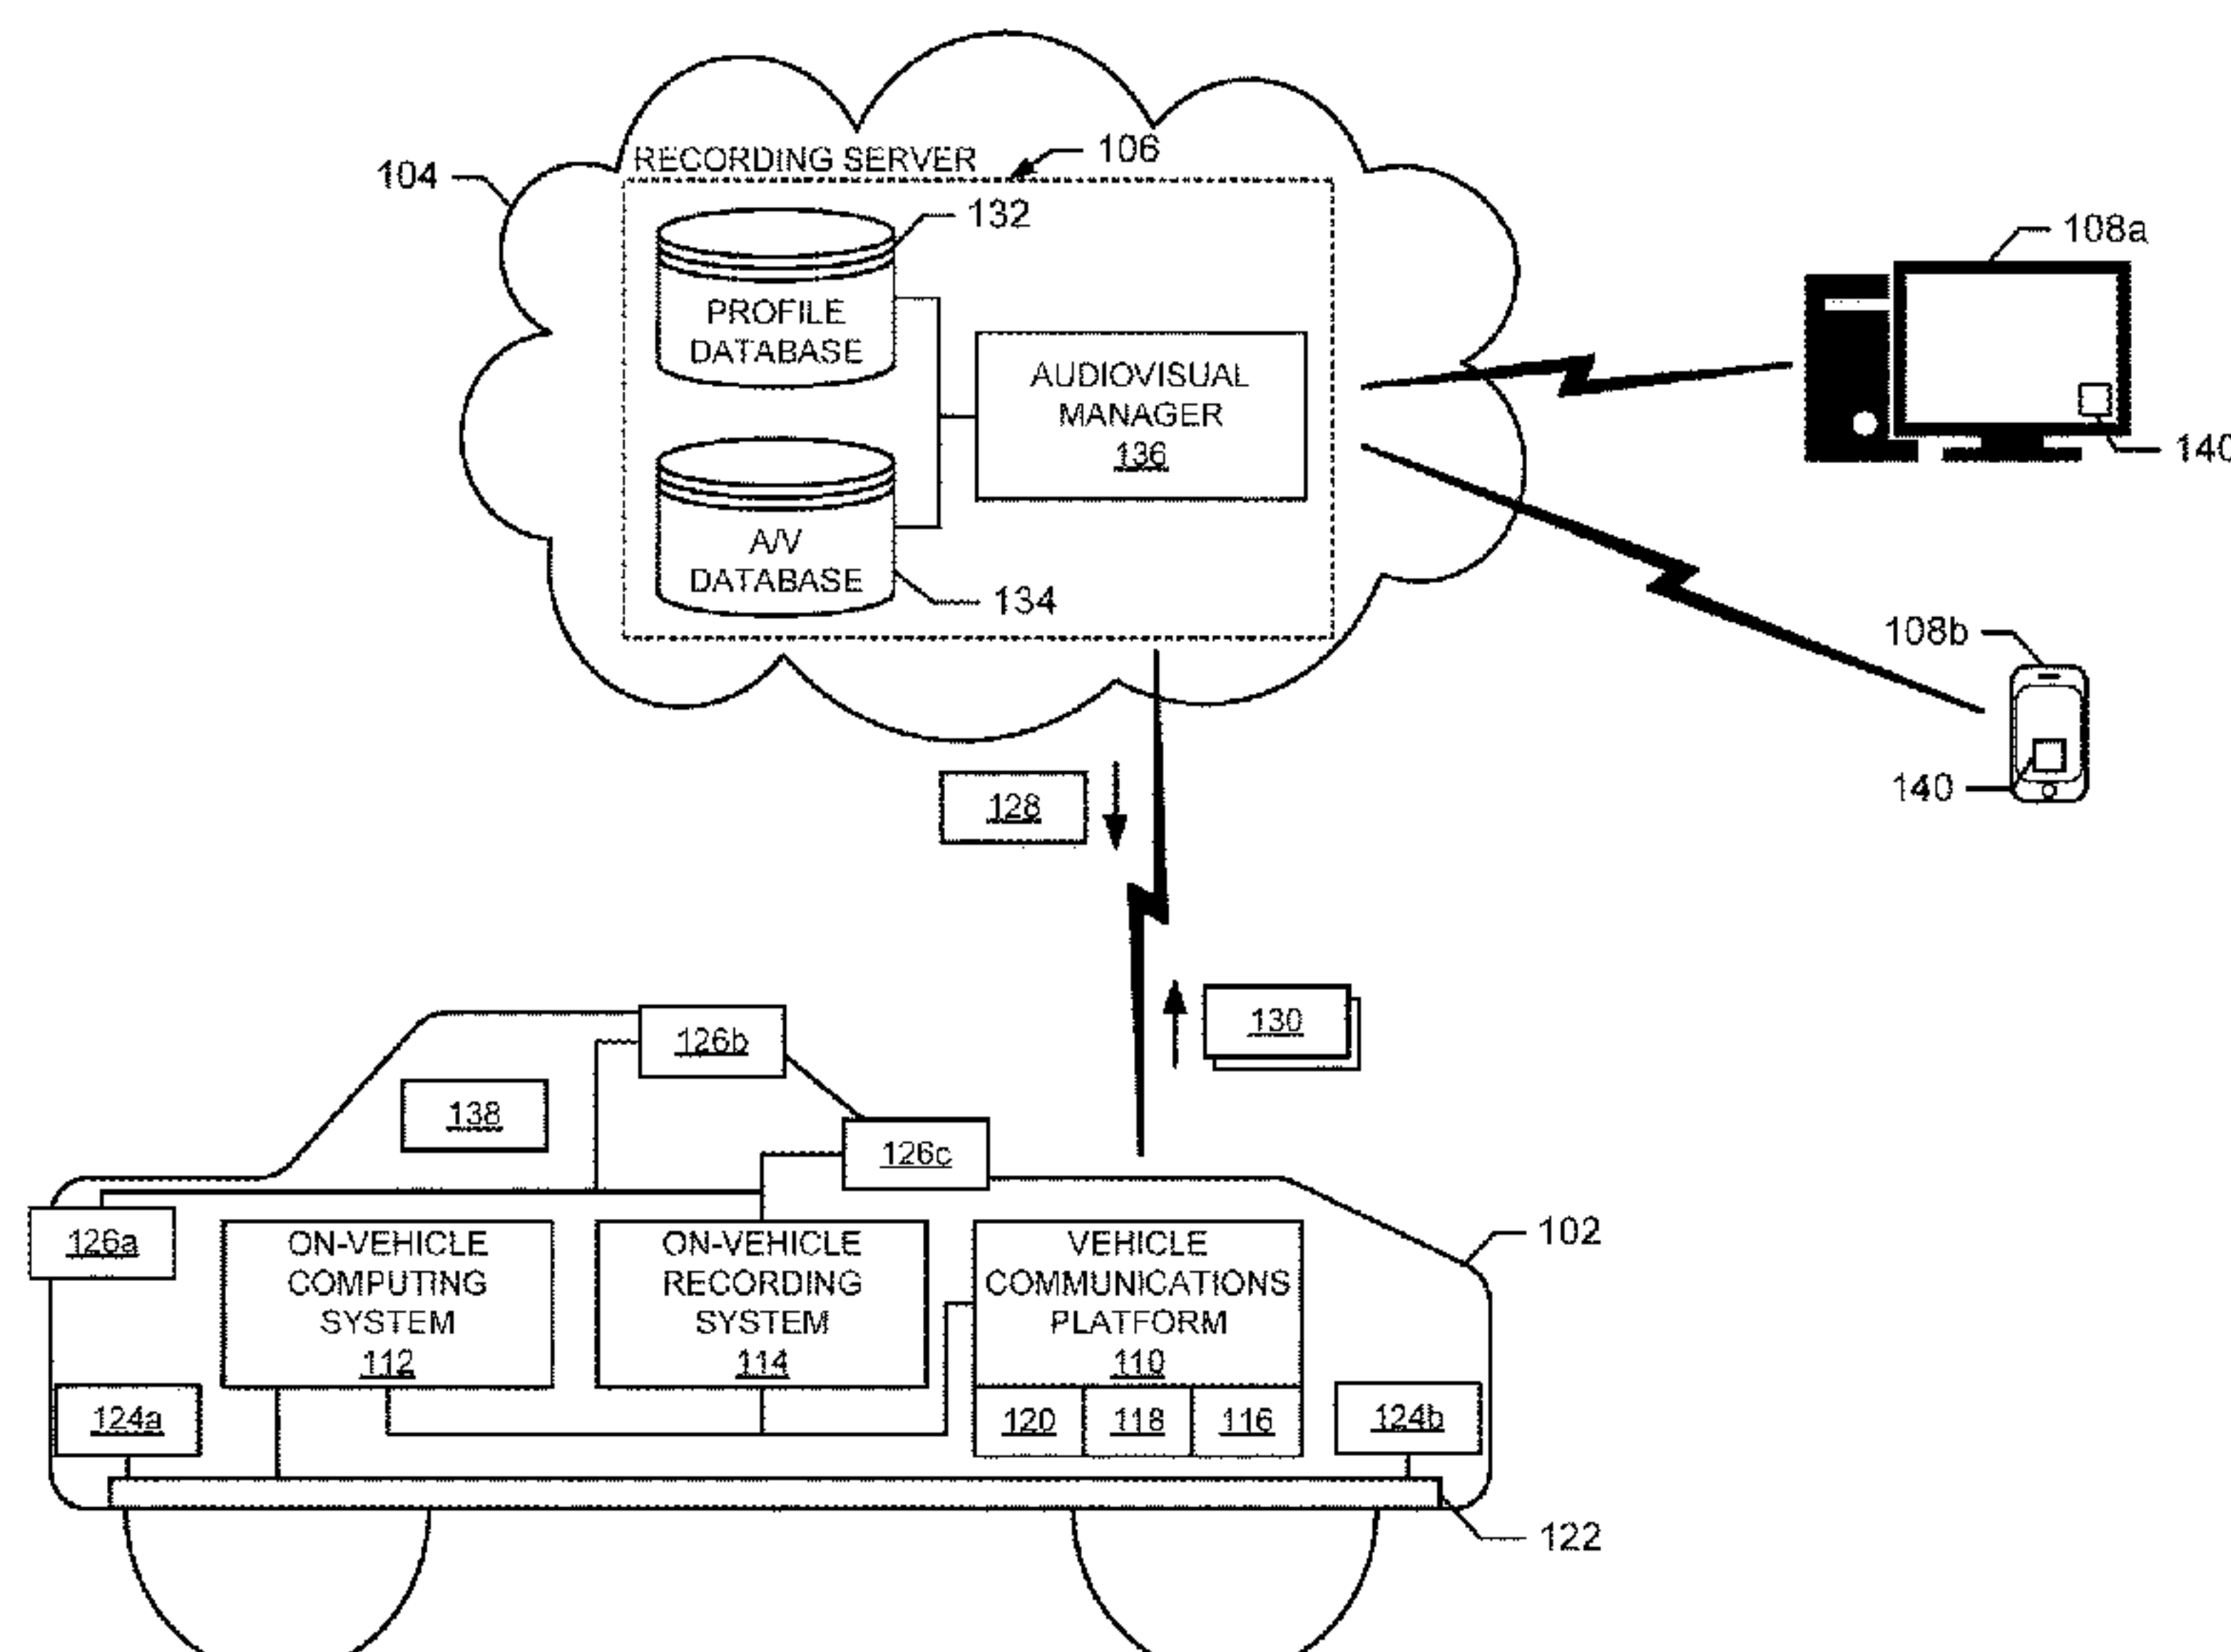 104
RECORDING SERVER
106
132
PROFILE
DATABASE
AUDIOVISUAL
MANAGER
136
A/V
DATABASE
134
108a
140
108b
140
128
130
126b
138
126c
126a
ON-VEHICLE
COMPUTING
SYSTEM
112
ON-VEHICLE
RECORDING
SYSTEM
114
VEHICLE
COMMUNICATIONS
PLATFORM
110
102
124a
120
118
116
124b
122